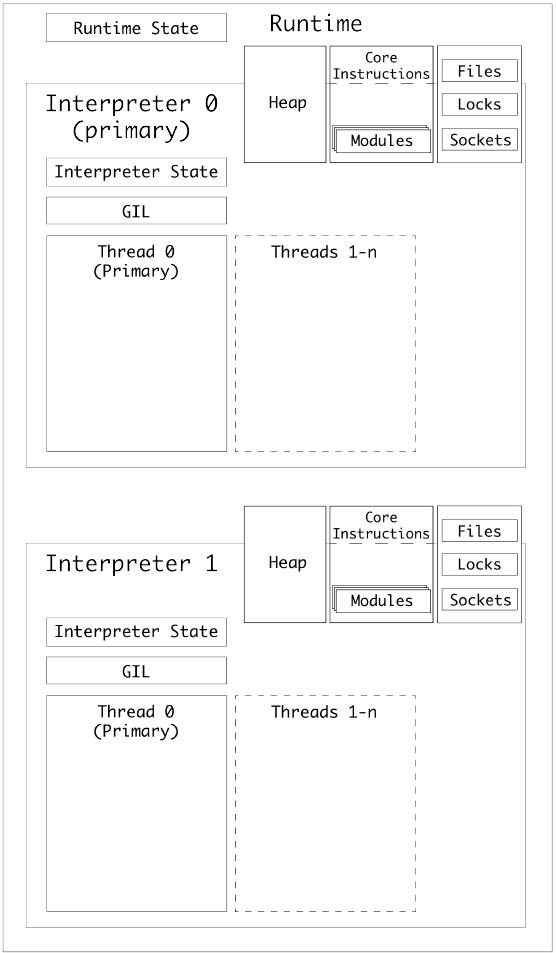 Runtime State
Runtime
Core
Instructions
Heap
Modules
Files
Locks
Sockets
Interpreter 0
(primary)
Interpreter State
GIL
Thread 0
(Primary)
Threads 1-n
Core
Instructions
Heap
Modules
Files
Locks
Sockets
Interpreter 1
Interpreter State
GIL
Thread 0
(Primary)
Threads 1-n